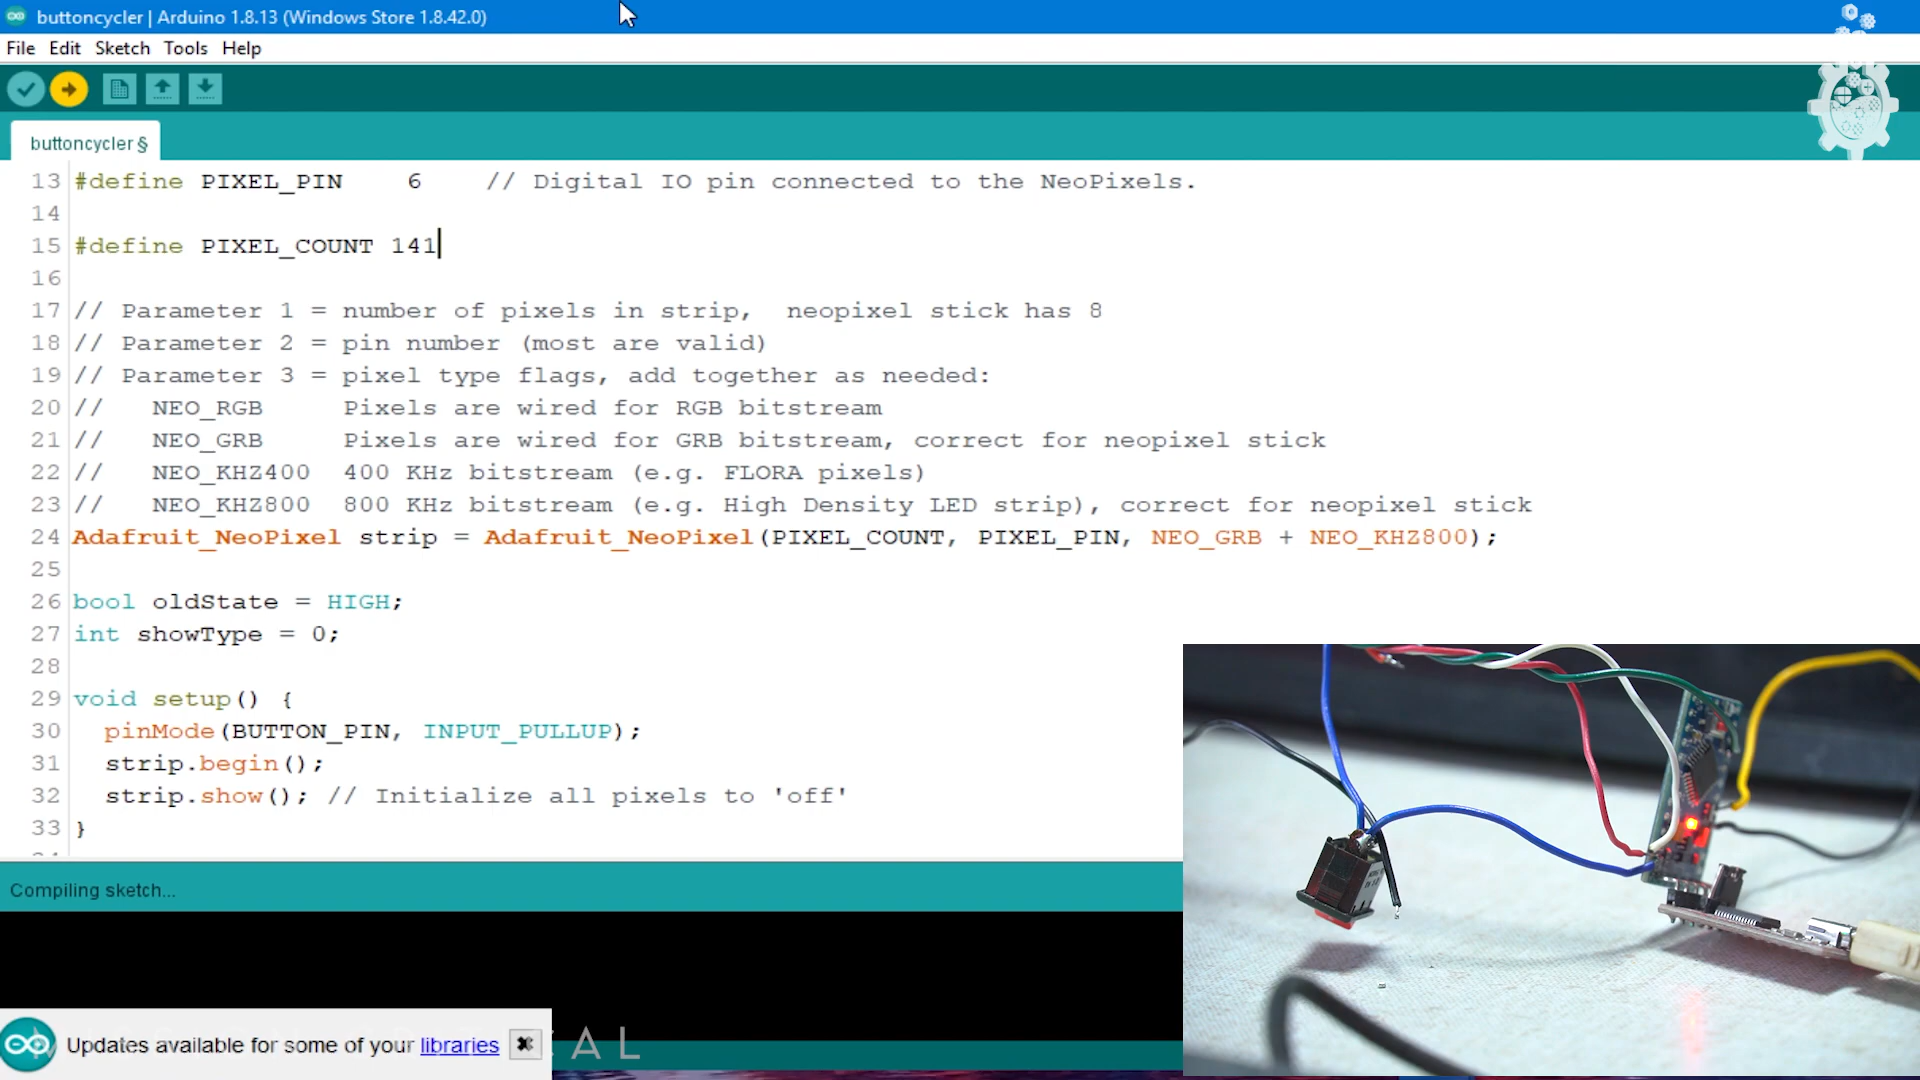 buttoncycler | Arduino 1.8.13 (Windows Store 1.8.42.0)
File Edit Sketch Tools Help
buttoncycler §
13 #define PIXEL_PIN 6 // Digital IO pin connected to the NeoPixels.
14
15 #define PIXEL_COUNT 141
16
17 // Parameter 1 = number of pixels in strip, neopixel stick has 8
18 // Parameter 2 = pin number (most are valid)
19 // Parameter 3 = pixel type flags, add together as needed:
20 // NEO_RGB Pixels are wired for RGB bitstream
21 // NEO_GRB Pixels are wired for GRB bitstream, correct for neopixel stick
22 // NEO_KHZ400 400 KHz bitstream (e.g. FLORA pixels)
23 // NEO_KHZ800 800 KHz bitstream (e.g. High Density LED strip), correct for neopixel stick
24 Adafruit_NeoPixel strip = Adafruit_NeoPixel(PIXEL_COUNT, PIXEL_PIN, NEO_GRB + NEO_KHZ800);
25
26 bool oldState = HIGH;
27 int showType = 0;
28
29 void setup() {
30 pinMode(BUTTON_PIN, INPUT_PULLUP);
31 strip.begin();
32 strip.show(); // Initialize all pixels to 'off'
33 }
Compiling sketch...
Updates available for some of your libraries